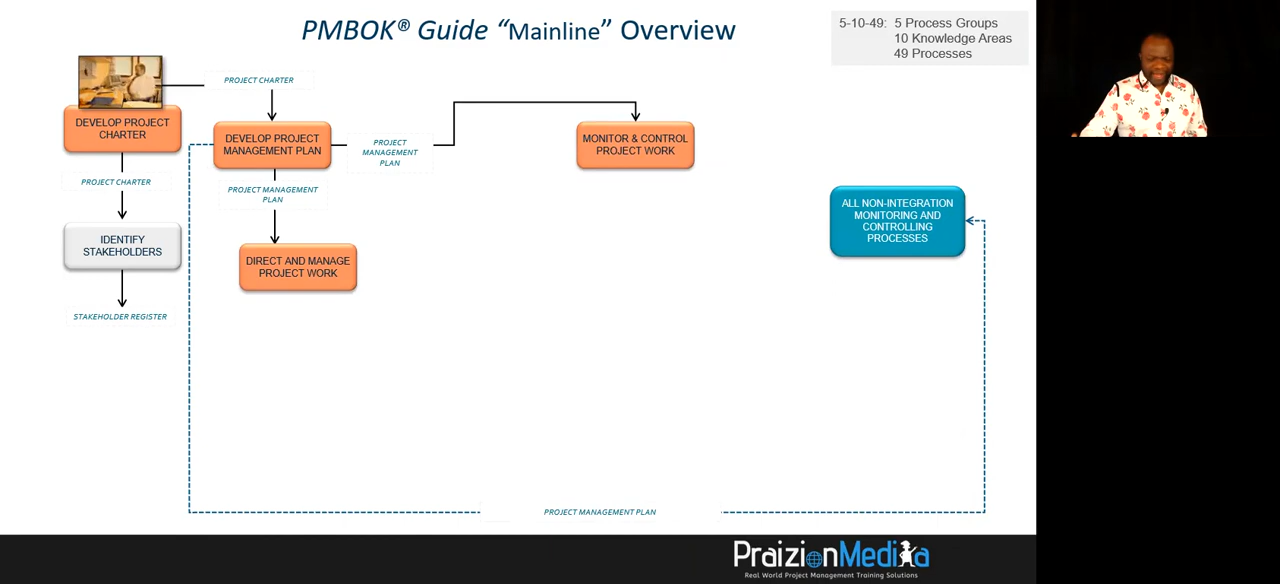 PMBOK® Guide “Mainline” Overview
5-10-49: 5 Process Groups
10 Knowledge Areas
49 Processes
PROJECT CHARTER
DEVELOP PROJECT
CHARTER
DEVELOP PROJECT
MANAGEMENT PLAN
PROJECT
MANAGEMENT
PLAN
MONITOR & CONTROL
PROJECT WORK
PROJECT CHARTER
PROJECT MANAGEMENT
PLAN
ALL NON-INTEGRATION
MONITORING AND
CONTROLLING
PROCESSES
IDENTIFY
STAKEHOLDERS
DIRECT AND MANAGE
PROJECT WORK
STAKEHOLDER REGISTER
PROJECT MANAGEMENT PLAN
PraizionMedia
Real World Project Management Training Solutions